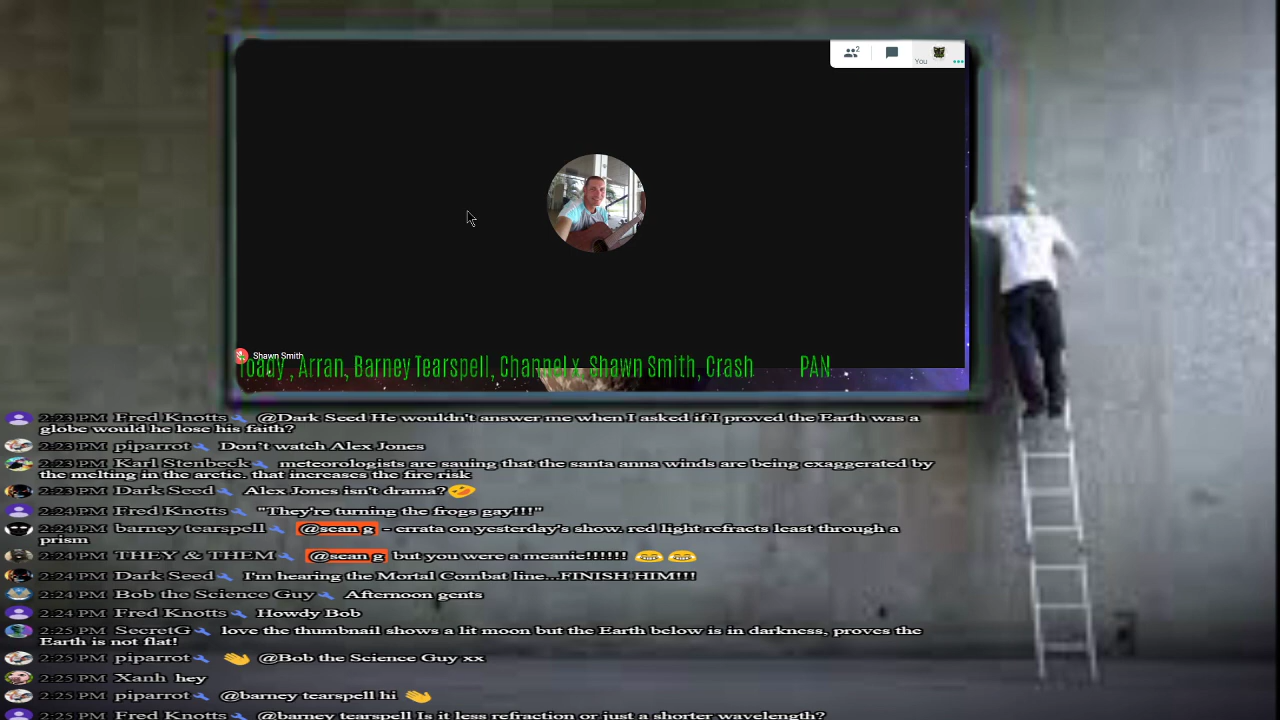 2
You
Shawn Smith
Toady , Arran, Barney Tearspell, Channel x, Shawn Smith, Crash PAN
2:23 PM Fred Knotts @Dark Seed He wouldn't answer me when I asked if I proved the Earth was a
globe would he lose his faith?
2:23 PM piparrot Don't watch Alex Jones
2:23 PM Karl Stenbeck meteorologists are sauing that the santa anna winds are being exaggerated by
the melting in the arctic. that increases the fire risk
2:23 PM Dark Seed Alex Jones isn't drama?🤣
2:24 PM Fred Knotts "They're turning the frogs gay!!!"
2:24 PM barney tearspell @sean g - errata on yesterday's show. red light refracts least through a
prism
2:24 PM THEY & THEM @sean g but you were a meanie!!!!!! 😂 😂
2:24 PM Dark Seed I'm hearing the Mortal Combat line...FINISH HIM!!!
2:24 PM Bob the Science Guy Afternoon gents
2:24 PM Fred Knotts Howdy Bob
2:25 PM SecretG love the thumbnail shows a lit moon but the Earth below is in darkness, proves the
Earth is not flat!
2:25 PM piparrot 👋 @Bob the Science Guy xx
2:25 PM Xanh hey
2:25 PM piparrot @barney tearspell hi 👋
2:25 PM Fred Knotts @barney tearspell Is it less refraction or just a shorter wavelength?